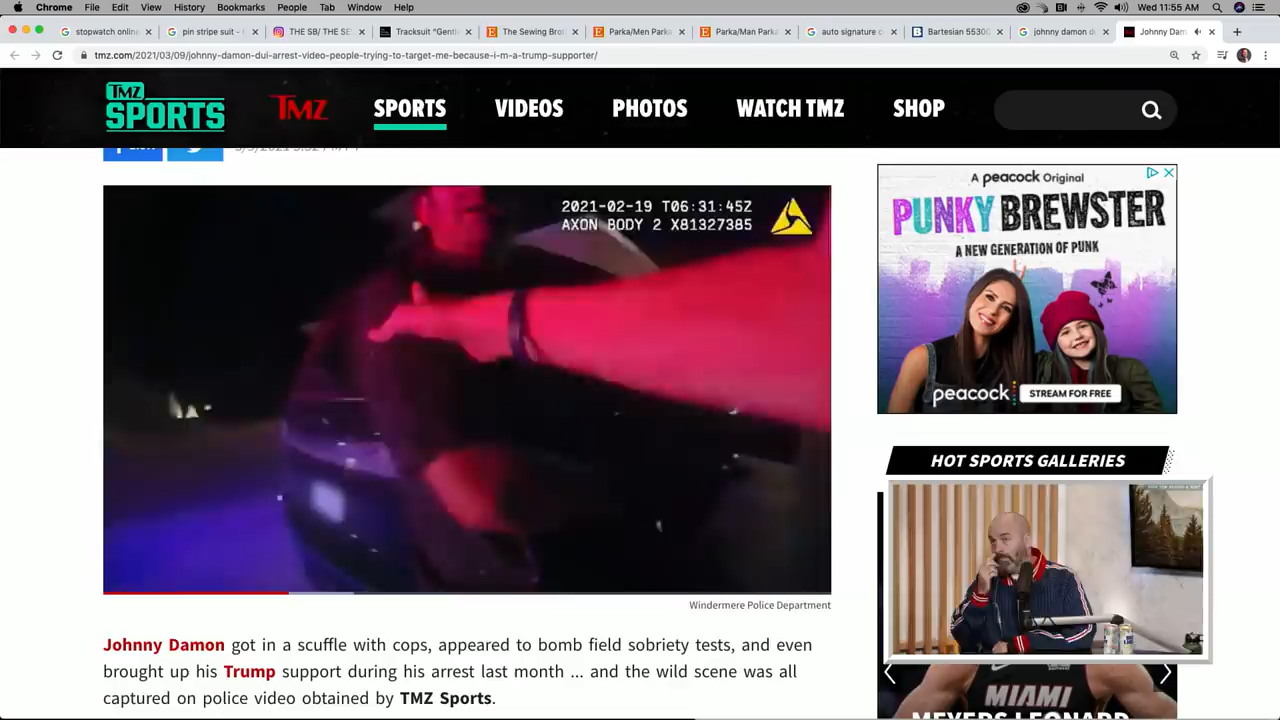 Chrome File Edit View History Bookmarks People Tab Window Help
Wed 11:55 AM
stopwatch online
pin stripe suit - G
THE SB/ THE SE
Tracksuit "Gentl
The Sewing Brot
Parka/Men Parka
Parka/Man Parka
auto signature c
Bartesian 55300
johnny damon du
Johnny Dam
tmz.com/2021/03/09/johnny-damon-dui-arrest-video-people-trying-to-target-me-because-i-m-a-trump-supporter/
TMZ
SPORTS
TMZ
SPORTS VIDEOS PHOTOS WATCH TMZ SHOP
2021-02-19 T06:31:45Z
AXON BODY 2 X81327385
A peacock Original
PUNKY BREWSTER
A NEW GENERATION OF PUNK
peacock STREAM FOR FREE
HOT SPORTS GALLERIES
Windermere Police Department
Johnny Damon got in a scuffle with cops, appeared to bomb field sobriety tests, and even
brought up his Trump support during his arrest last month ... and the wild scene was all
captured on police video obtained by TMZ Sports.
MIAMI
MEYERS LEONARD